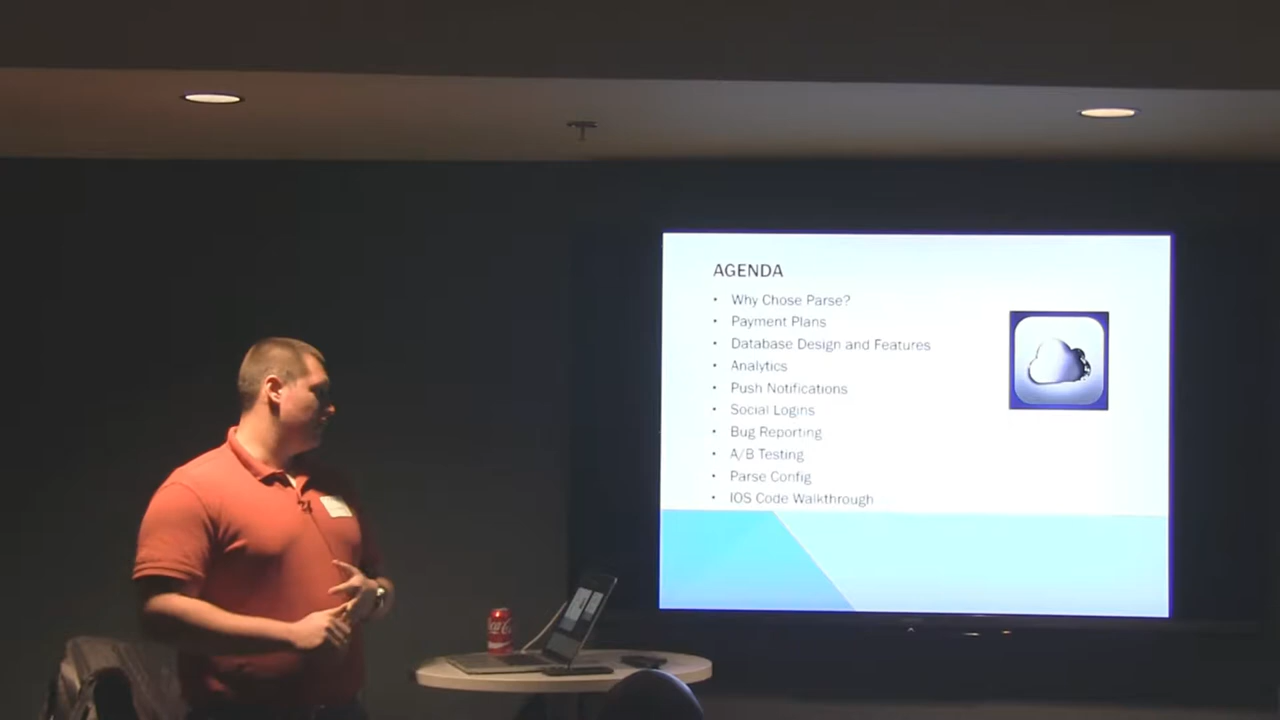 AGENDA
• Why Chose Parse?
• Payment Plans
• Database Design and Features
• Analytics
• Push Notifications
• Social Logins
• Bug Reporting
• A/B Testing
• Parse Config
• IOS Code Walkthrough